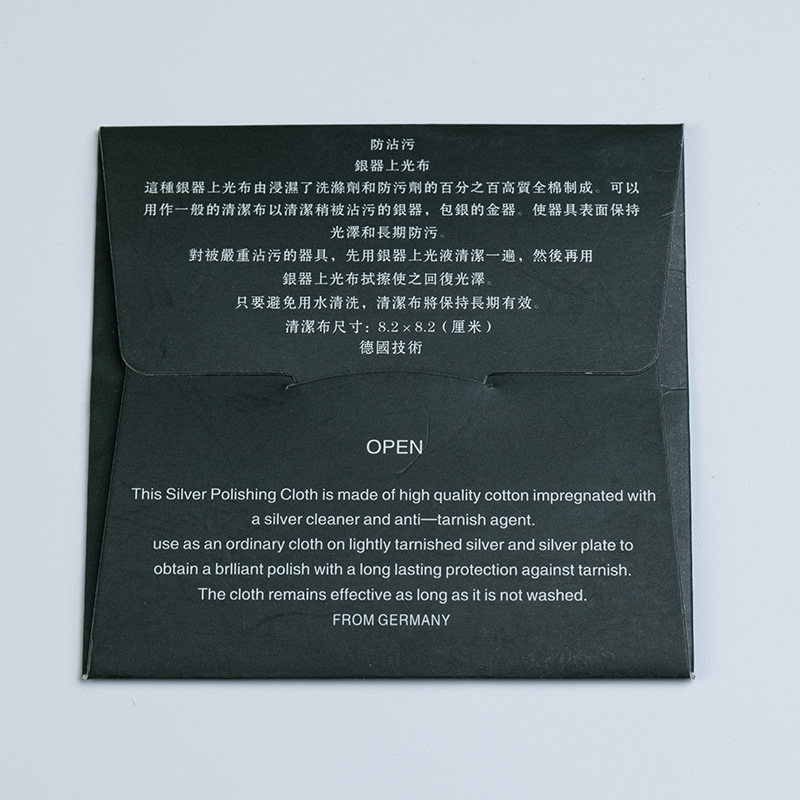 防沾污
銀器上光布
這種銀器上光布由浸濕了洗滌劑和防污劑的百分之百高質全棉制成。可以
用作一般的清潔布以清潔稍被沾污的銀器，包銀的金器。使器具表面保持
光澤和長期防污。
對被嚴重沾污的器具，先用銀器上光液清潔一遍，然後再用
銀器上光布拭擦使之回復光澤。
只要避免用水清洗，清潔布將保持長期有效。
清潔布尺寸：8.2×8.2（厘米）
德國技術
OPEN
This Silver Polishing Cloth is made of high quality cotton impregnated with
a silver cleaner and anti—tarnish agent.
use as an ordinary cloth on lightly tarnished silver and silver plate to
obtain a brlliant polish with a long lasting protection against tarnish.
The cloth remains effective as long as it is not washed.
FROM GERMANY